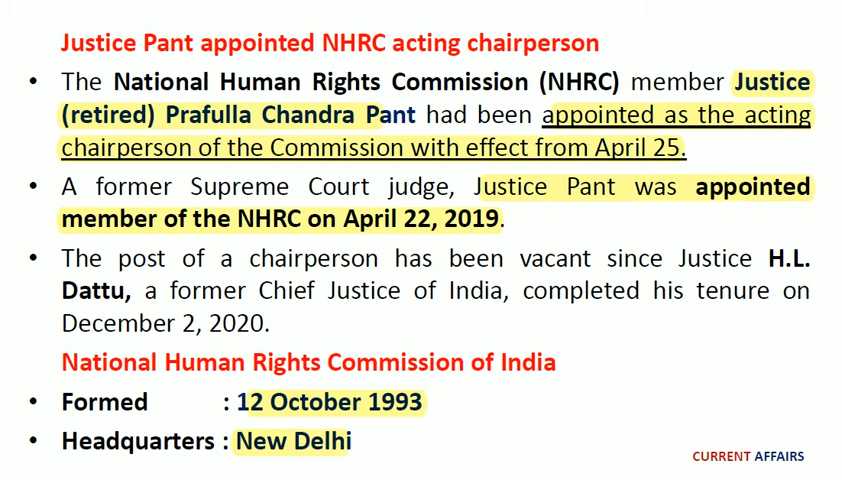 Justice Pant appointed NHRC acting chairperson
• The National Human Rights Commission (NHRC) member Justice
(retired) Prafulla Chandra Pant had been appointed as the acting
chairperson of the Commission with effect from April 25.
• A former Supreme Court judge, Justice Pant was appointed
member of the NHRC on April 22, 2019.
• The post of a chairperson has been vacant since Justice H.L.
Dattu, a former Chief Justice of India, completed his tenure on
December 2, 2020.
National Human Rights Commission of India
• Formed : 12 October 1993
• Headquarters : New Delhi
CURRENT AFFAIRS